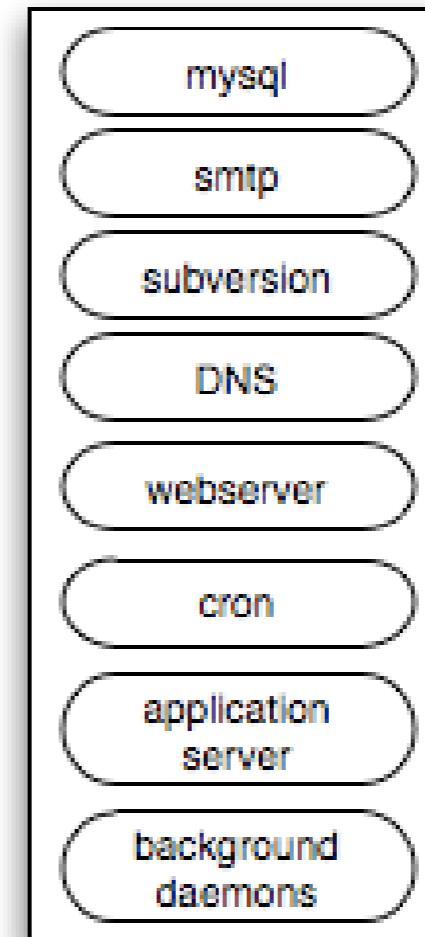 mysql
smtp
subversion
DNS
webserver
cron
application
server
background
daemons